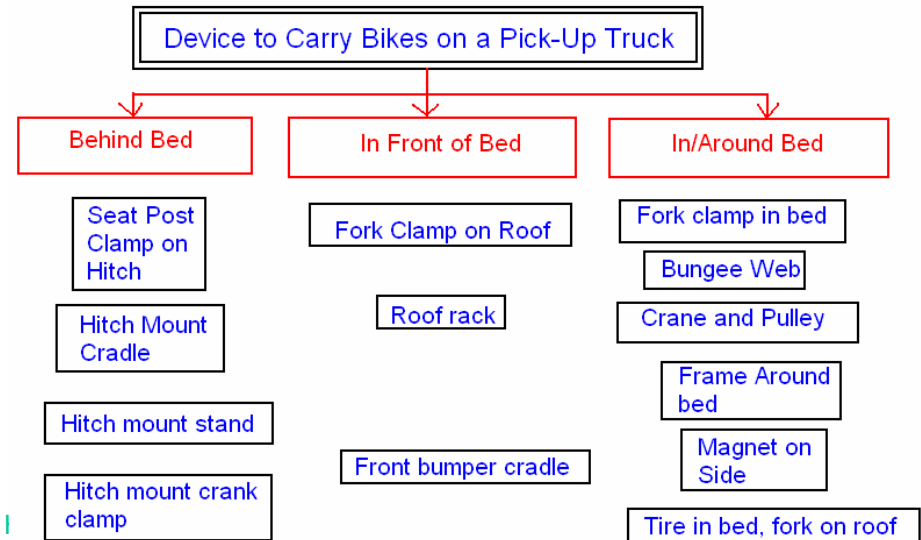 Device to Carry Bikes on a Pick-Up Truck
Behind Bed
In Front of Bed
In/Around Bed
Seat Post
Clamp on
Hitch
Hitch Mount
Cradle
Hitch mount stand
Hitch mount crank
clamp
Fork Clamp on Roof
Roof rack
Front bumper cradle
Fork clamp in bed
Bungee Web
Crane and Pulley
Frame Around
bed
Magnet on
Side
Tire in bed, fork on roof